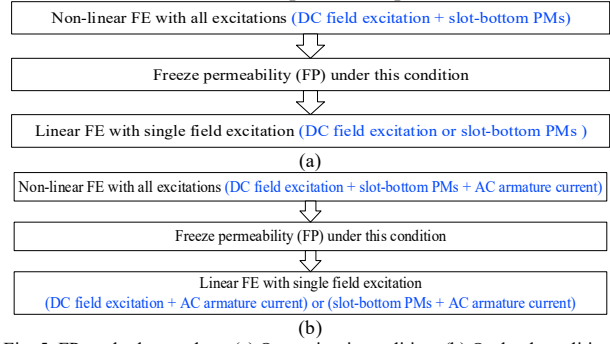 Non-linear FE with all excitations (DC field excitation + slot-bottom PMs)
Freeze permeability (FP) under this condition
Linear FE with single field excitation (DC field excitation or slot-bottom PMs )
(a)
Non-linear FE with all excitations (DC field excitation + slot-bottom PMs + AC armature current)
Freeze permeability (FP) under this condition
Linear FE with single field excitation
(DC field excitation + AC armature current) or (slot-bottom PMs + AC armature current)
(b)